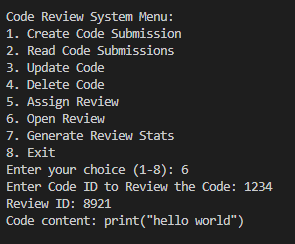 Code Review System Menu:
1. Create Code Submission
2. Read Code Submissions
3. Update Code
4. Delete Code
5. Assign Review
6. Open Review
7. Generate Review Stats
8. Exit
Enter your choice (1-8): 6
Enter Code ID to Review the Code: 1234
Review ID: 8921
Code content: print("hello world")